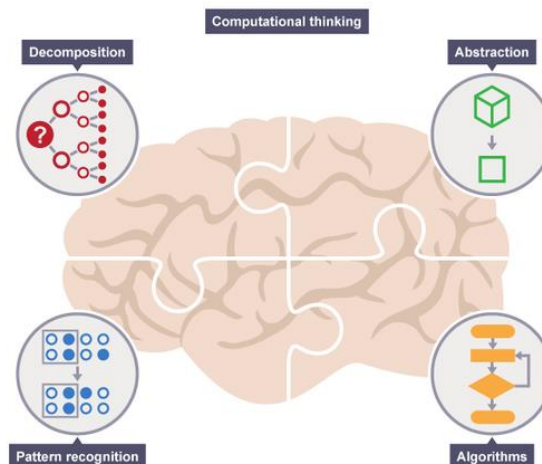 Computational thinking
Decomposition
Abstraction
?
Pattern recognition
Algorithms